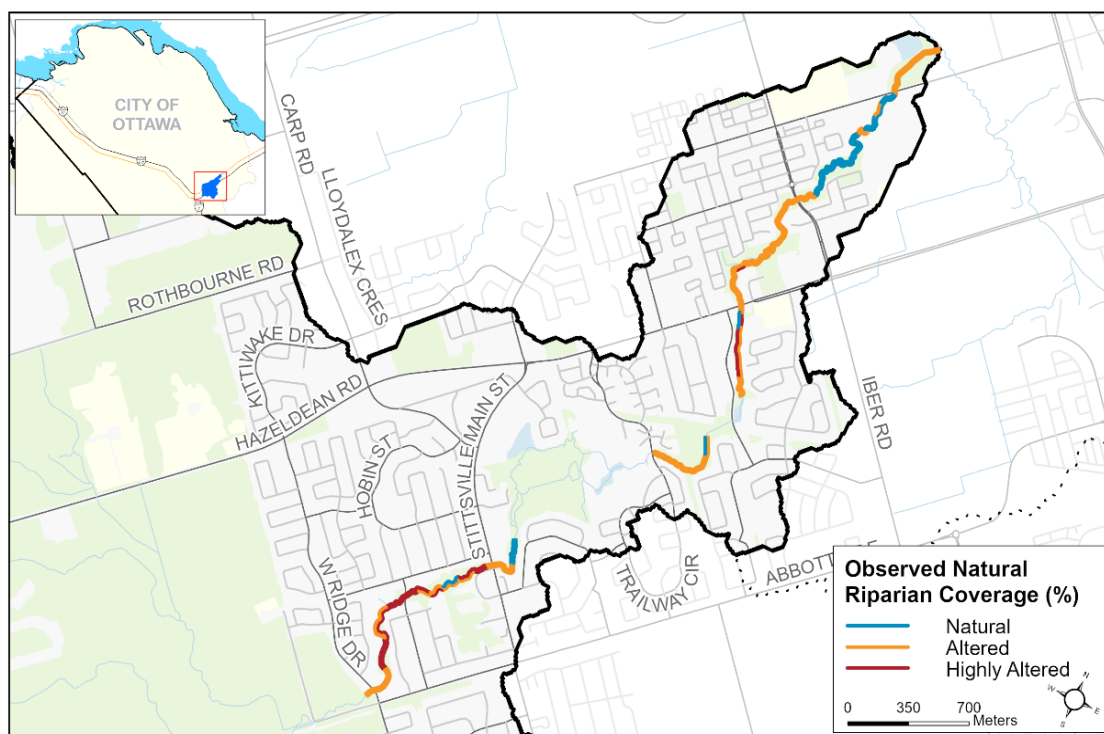 CITY OF
OTTAWA
CARP RD
LLOYDALEX CRES
ROTHBOURNE RD
KITTIWAKE DR
HAZELDEAN RD
STITTSVILLE MAIN ST
HOBIN ST
IBER RD
W RIDGE DR
TRAILWAY CIR
ABBOTT
Observed Natural
Riparian Coverage (%)
Natural
Altered
Highly Altered
0 350 700
Meters
N
W
E
S